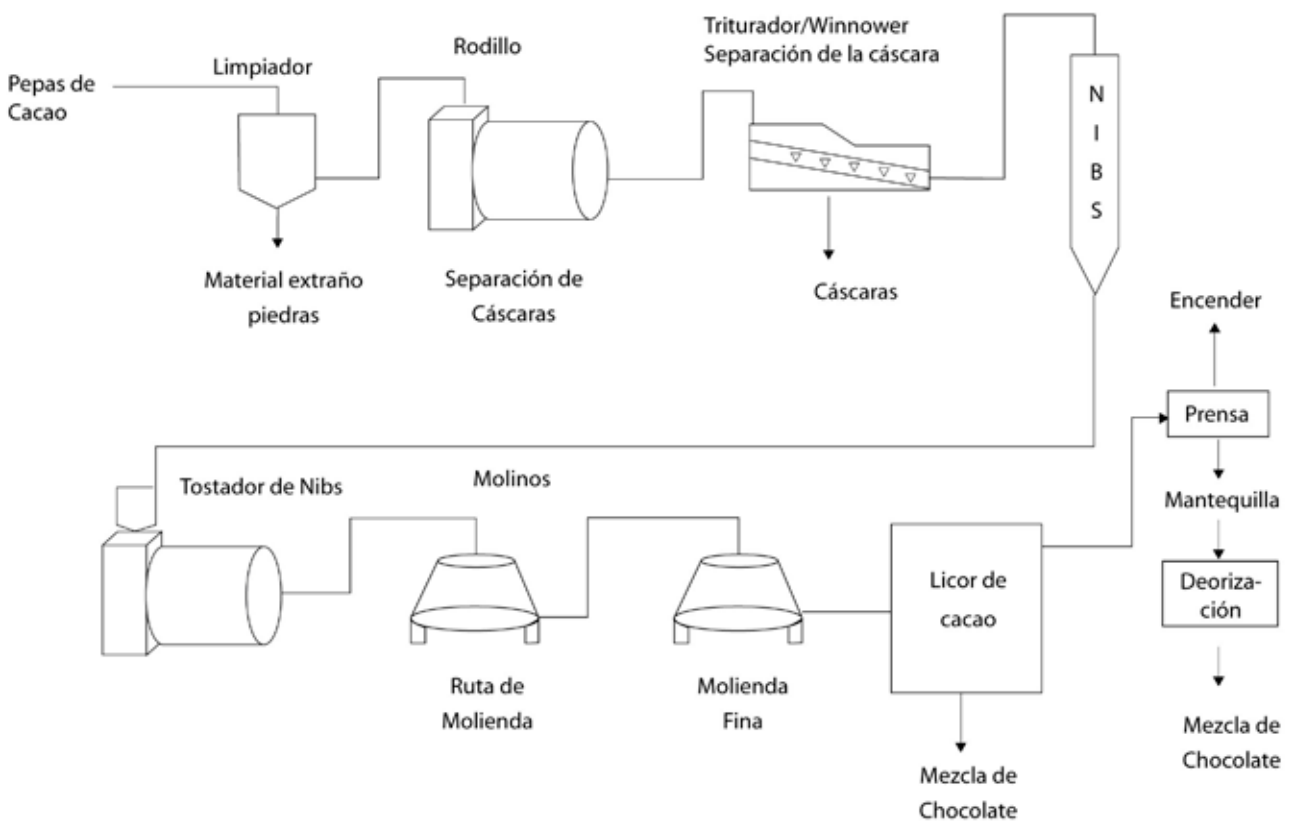 Pepas de
Cacao
Limpiador
Material extraño
piedras
Rodillo
Separación de
Cáscaras
Triturador/Winnower
Separación de la cáscara
Cáscaras
N
I
B
S
Tostador de Nibs
Molinos
Ruta de
Molienda
Molienda
Fina
Licor de
cacao
Mezcla de
Chocolate
Encender
Prensa
Mantequilla
Deoriza-
ción
Mezcla de
Chocolate